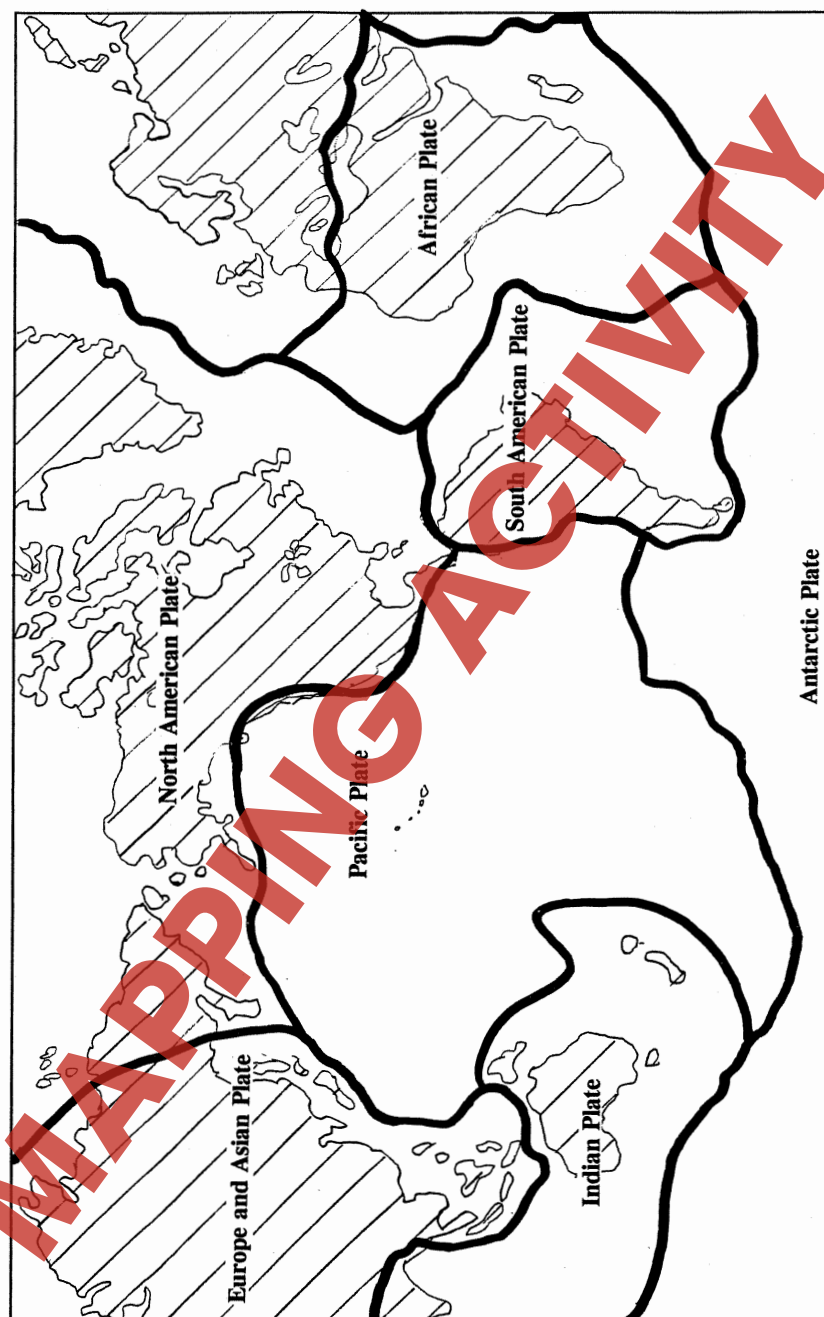 MAPPING ACTIVITY
Europe and Asian Plate
North American Plate
Pacific Plate
Indian Plate
South American Plate
African Plate
Antarctic Plate